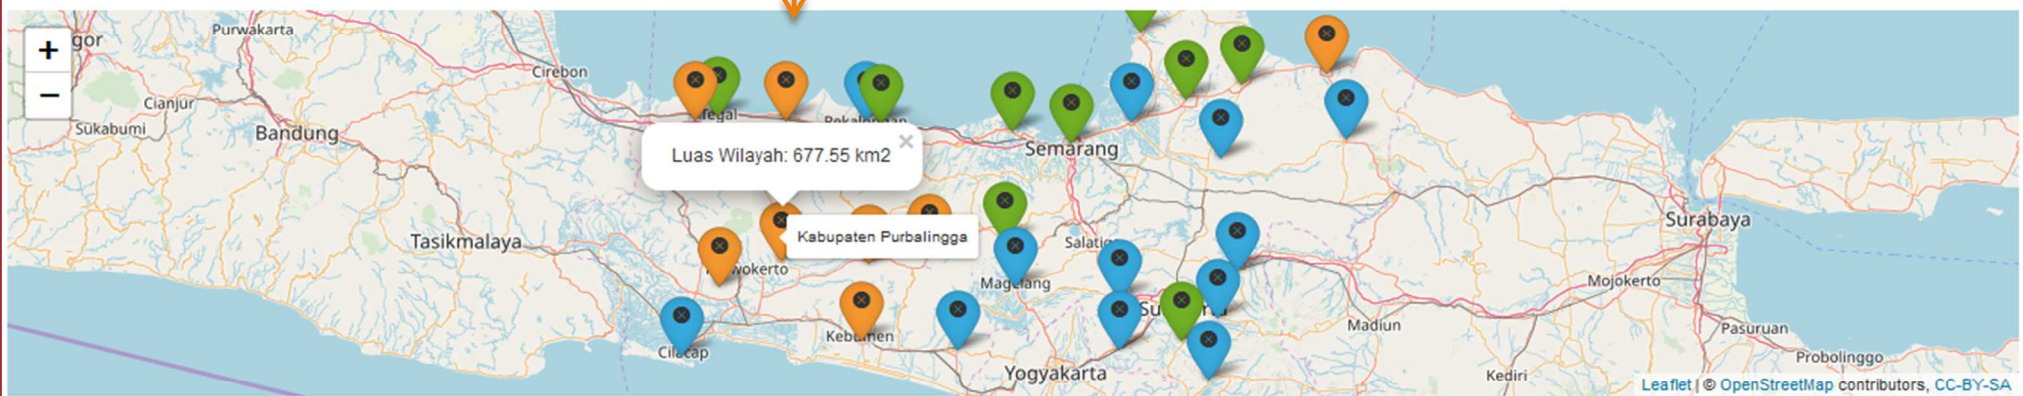 +
−
gor
Purwakarta
Cirebon
Cianjur
Sukabumi
Bandung
Tasikmalaya
Luas Wilayah: 677.55 km2
×
Kabupaten Purbalingga
Semarang
Magelang
Cilacap
Kebumen
Yogyakarta
Surabaya
Mojokerto
Madiun
Pasuruan
Probolinggo
Kediri
Leaflet | © OpenStreetMap contributors, CC-BY-SA